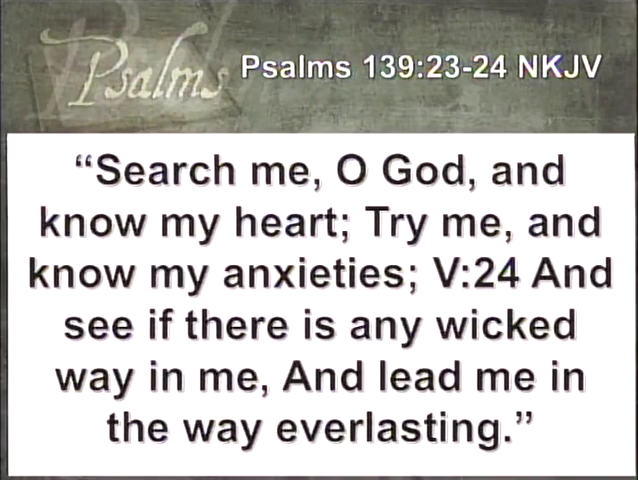 Psalms
Psalms 139:23-24 NKJV
“Search me, O God, and
know my heart; Try me, and
know my anxieties; V:24 And
see if there is any wicked
way in me, And lead me in
the way everlasting.”